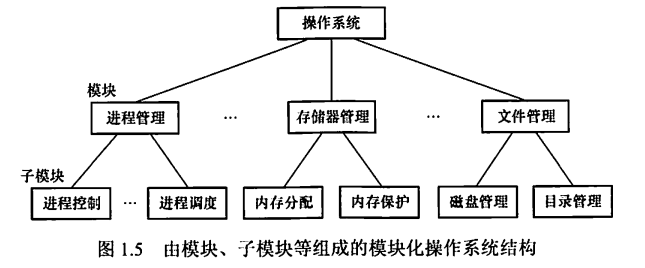 操作系统
模块
进程管理
…
存储器管理
…
文件管理
子模块
进程控制
…
进程调度
内存分配
内存保护
磁盘管理
目录管理
图 1.5 由模块、子模块等组成的模块化操作系统结构